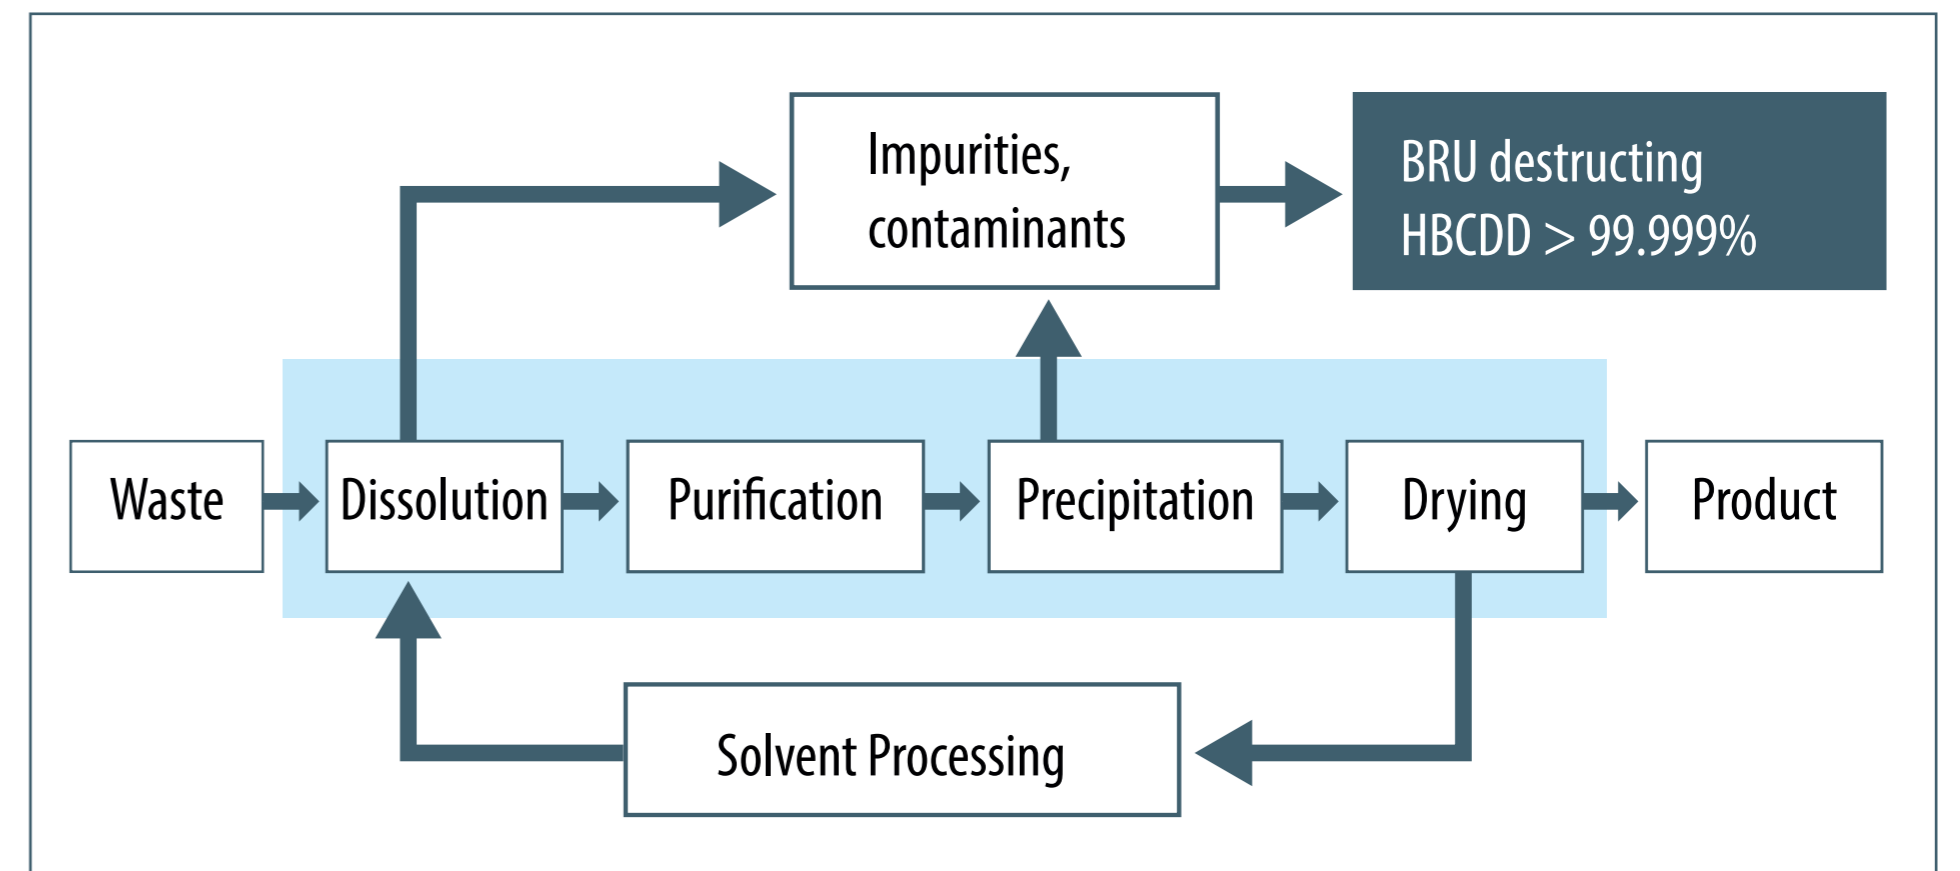 Impurities,
contaminants
BRU destructing
HBCDD > 99.999%
Waste
Dissolution
Purification
Precipitation
Drying
Product
Solvent Processing